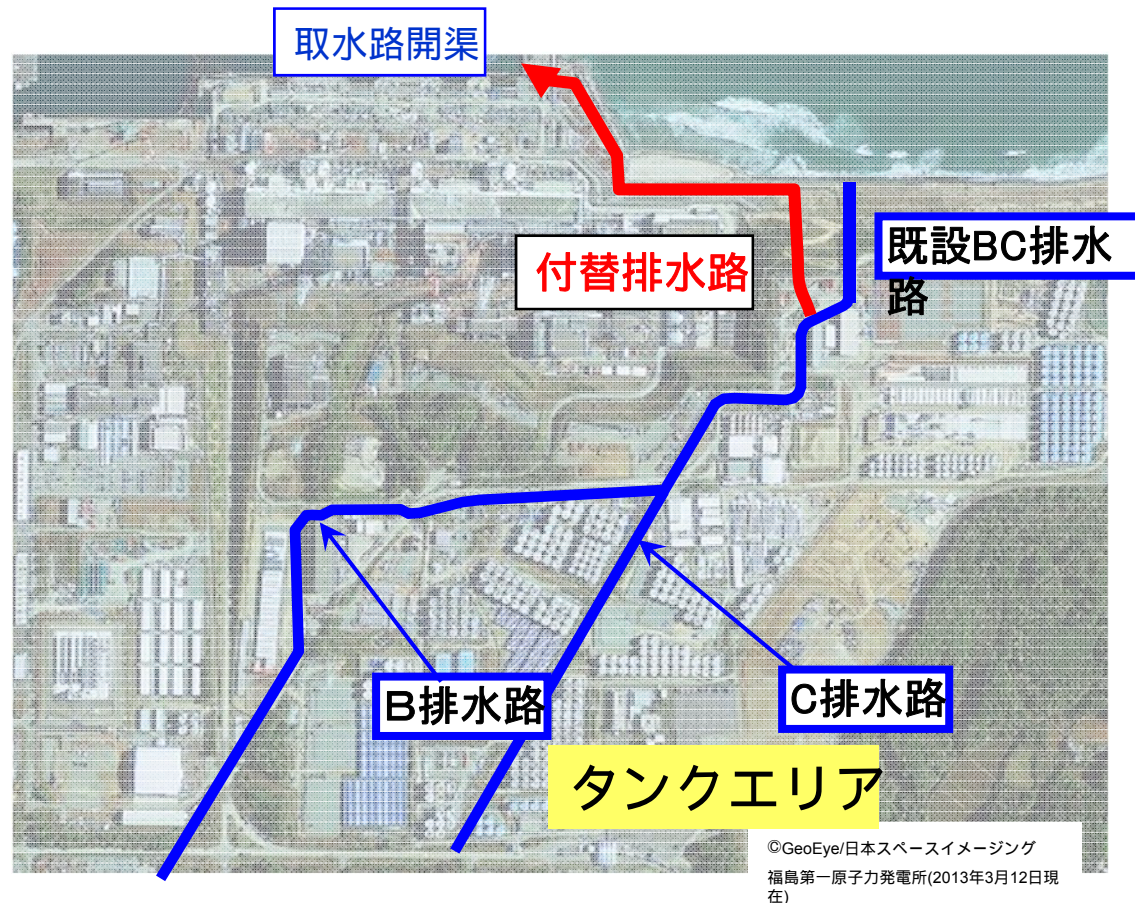 取水路開渠
既設BC排水
路
付替排水路
B排水路
C排水路
タンクエリア
©GeoEye/日本スペースイメージング
福島第一原子力発電所(2013年3月12日現
在)